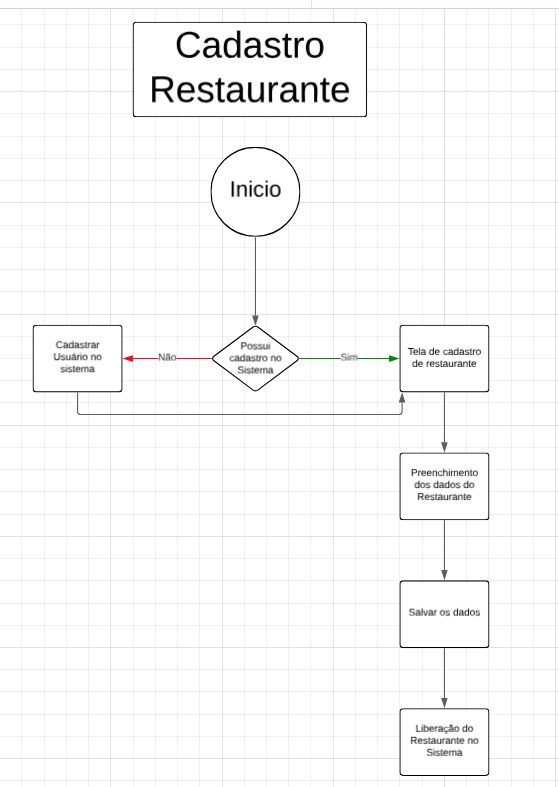 Cadastro
Restaurante
Inicio
Cadastrar
Usuário no
sistema
Não
Possui
cadastro no
Sistema
Sim
Tela de cadastro
de restaurante
Preenchimento
dos dados do
Restaurante
Salvar os dados
Liberação do
Restaurante no
Sistema